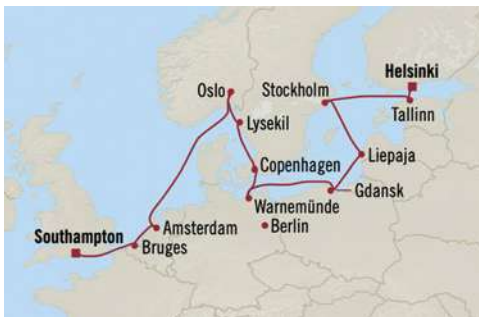 Helsinki
Oslo
Stockholm
Tallinn
Lysekil
Liepaja
Copenhagen
Gdansk
Warnemünde
Amsterdam
Berlin
Southampton
Bruges